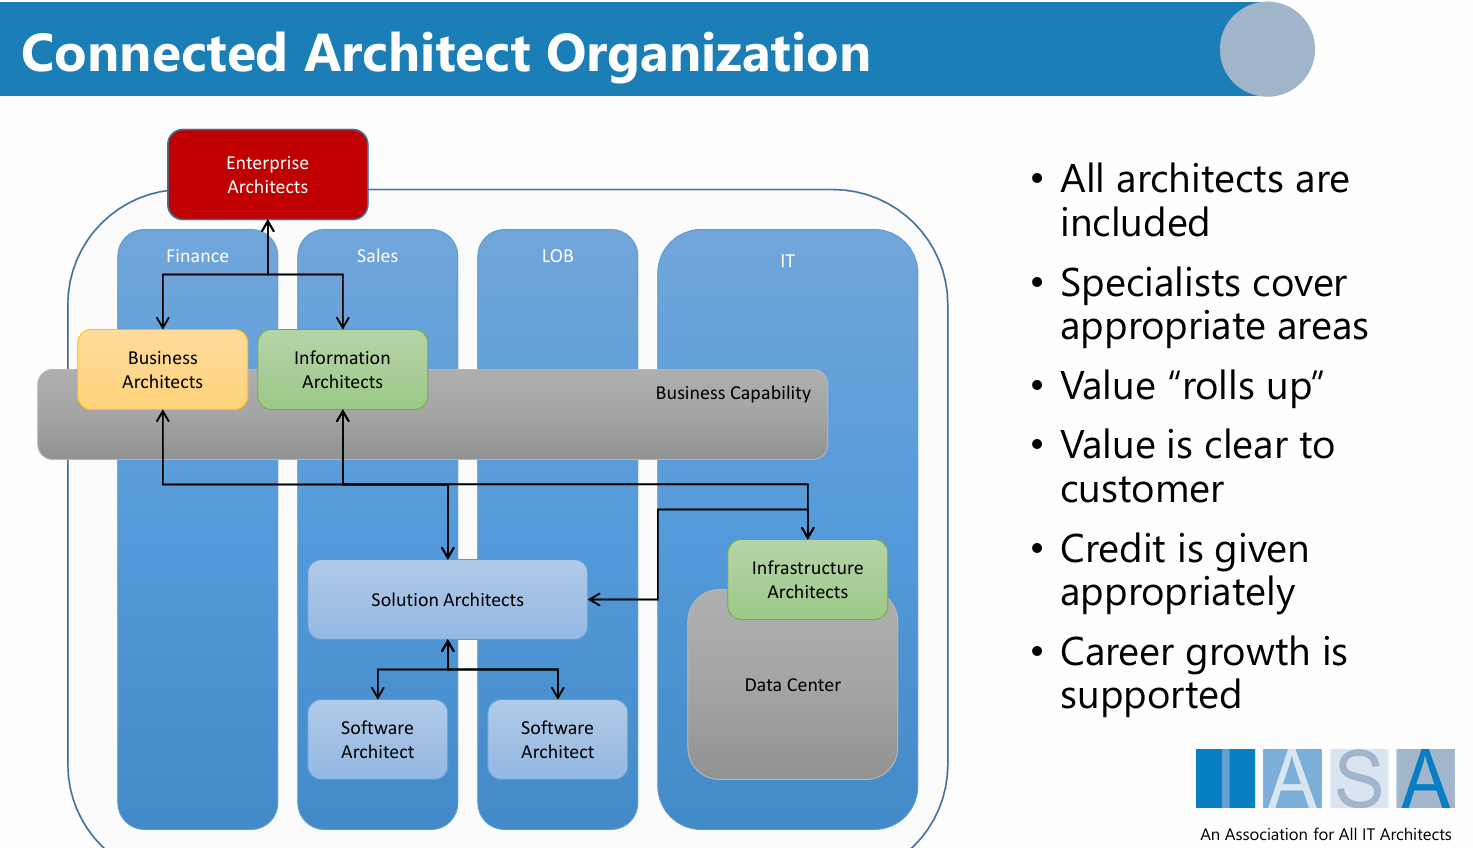 Connected Architect Organization
Enterprise
Architects
Finance
Sales
LOB
IT
Business
Architects
Information
Architects
Business Capability
Solution Architects
Infrastructure
Architects
Data Center
Software
Architect
Software
Architect
• All architects are
included
• Specialists cover
appropriate areas
• Value “rolls up”
• Value is clear to
customer
• Credit is given
appropriately
• Career growth is
supported
IASA
An Association for All IT Architects